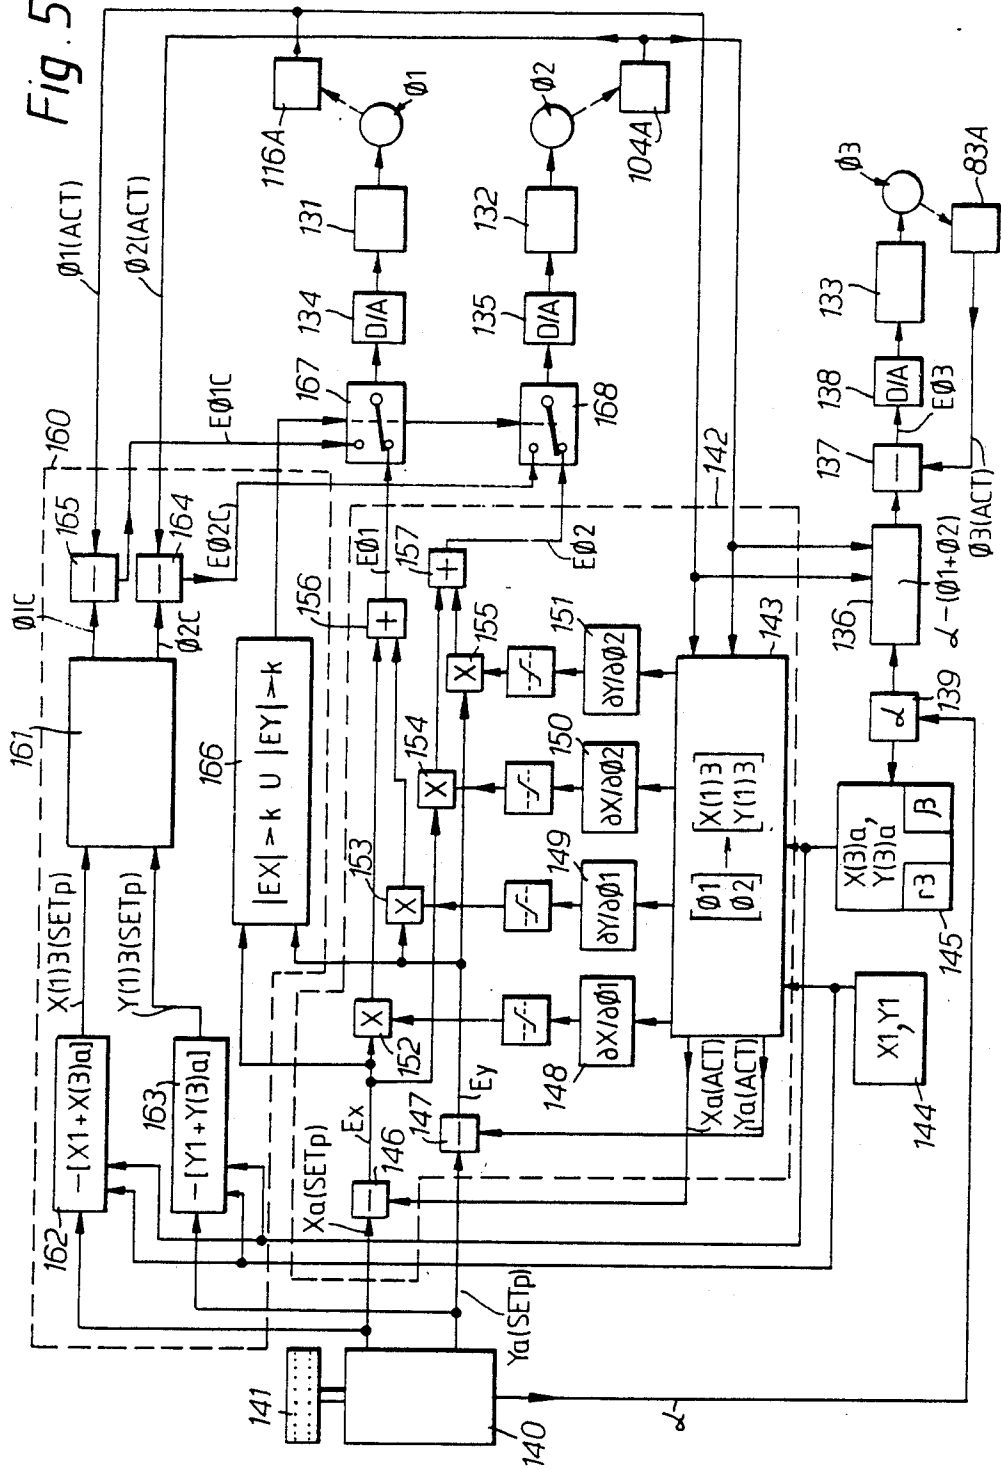 Fig. 5
Ø1(ACT)
Ø2(ACT)
160
165
164
Ø1C
Ø2C
EØ2C
EØ1C
161
X(1)3(SETp)
Y(1)3(SETp)
162
-[X1+X(3)a]
163
-[Y1+Y(3)a]
141
140
166
|EX|>k U |EY|>k
116A
Ø1
131
134
D/A
167
104A
Ø2
132
135
D/A
168
142
EØ1
156
+
157
+
EØ2
153
X
154
X
155
X
152
X
Ex
Xa(SETp)
146
−
147
−
Ey
Ya(SETp)
148
∂X/∂Ø1
149
∂Y/∂Ø1
150
∂X/∂Ø2
151
∂Y/∂Ø2
143
[Ø1 Ø2] → [X(1)3 Y(1)3]
Xa(ACT)
Ya(ACT)
144
X1,Y1
145
X(3)a,
Y(3)a
r3
β
139
α
136
α-(Ø1+Ø2)
137
−
EØ3
138
D/A
133
Ø3
83A
Ø3(ACT)
α